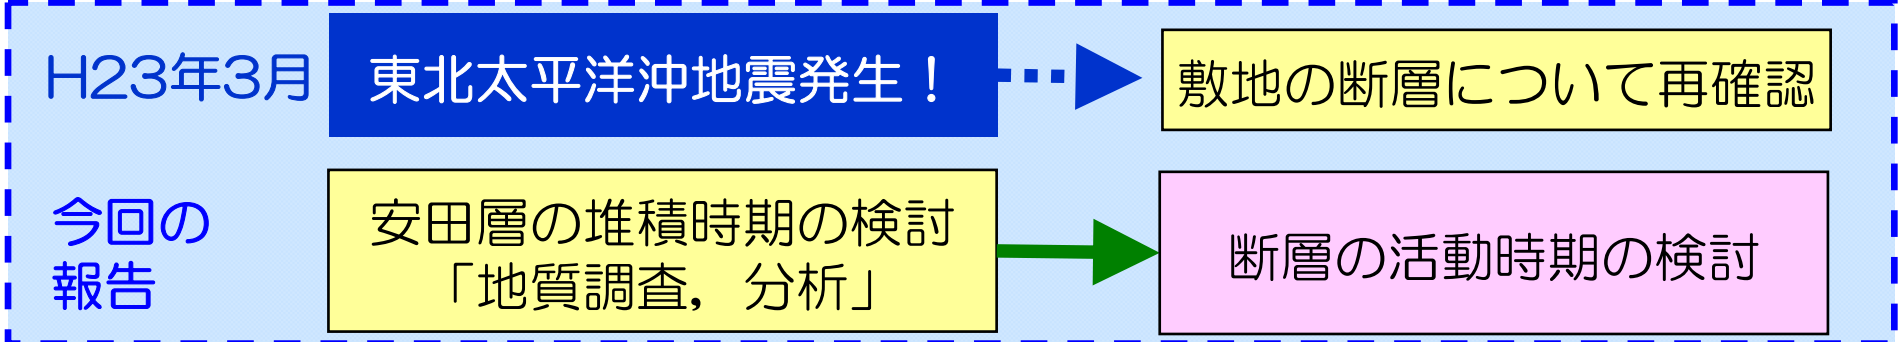 H23年3月
東北太平洋沖地震発生！
敷地の断層について再確認
今回の
報告
安田層の堆積時期の検討
「地質調査，分析」
断層の活動時期の検討